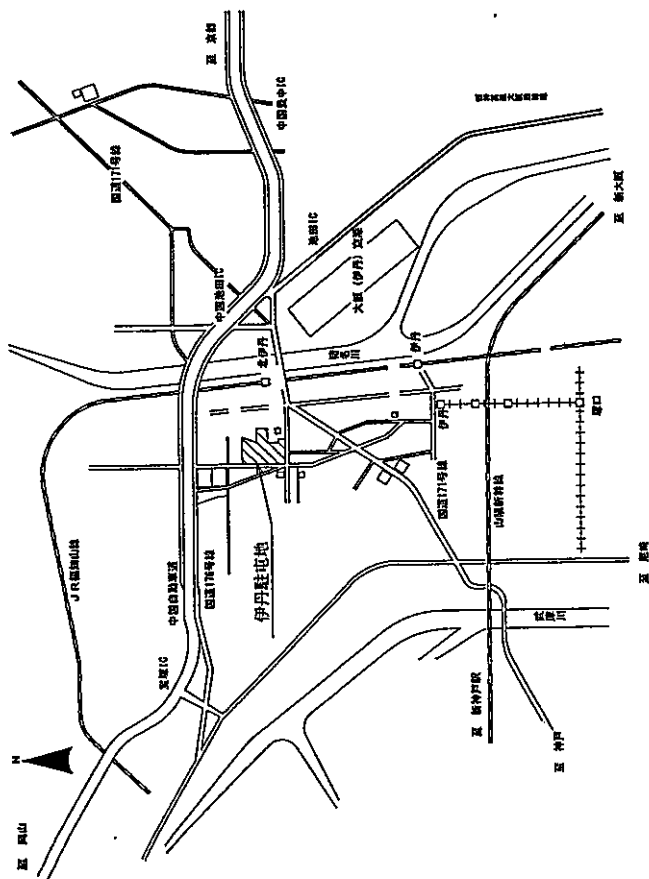 N
至 岡山
至 京都
国道171号線
中国豊中IC
JR福知山線
中国自動車道
国道176号線
宝塚IC
中国池田IC
池田IC
大阪(伊丹)空港
北伊丹
猪名川
伊丹
伊丹駐屯地
伊丹
国道171号線
山陽新幹線
塚口
至 新大阪
至 尼崎
武庫川
至 新神戸駅
至 神戸